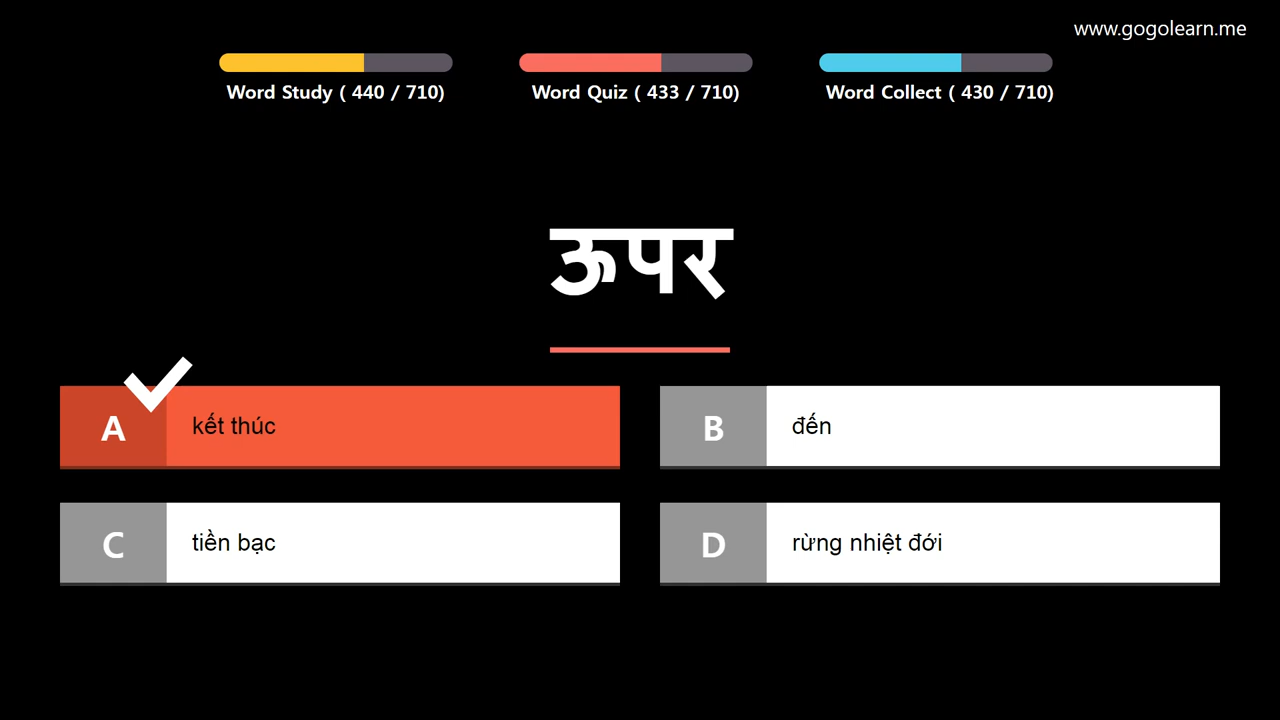 www.gogolearn.me
Word Study ( 440 / 710)
Word Quiz ( 433 / 710)
Word Collect ( 430 / 710)
ऊपर
A kết thúc
B đến
C tiền bạc
D rừng nhiệt đới